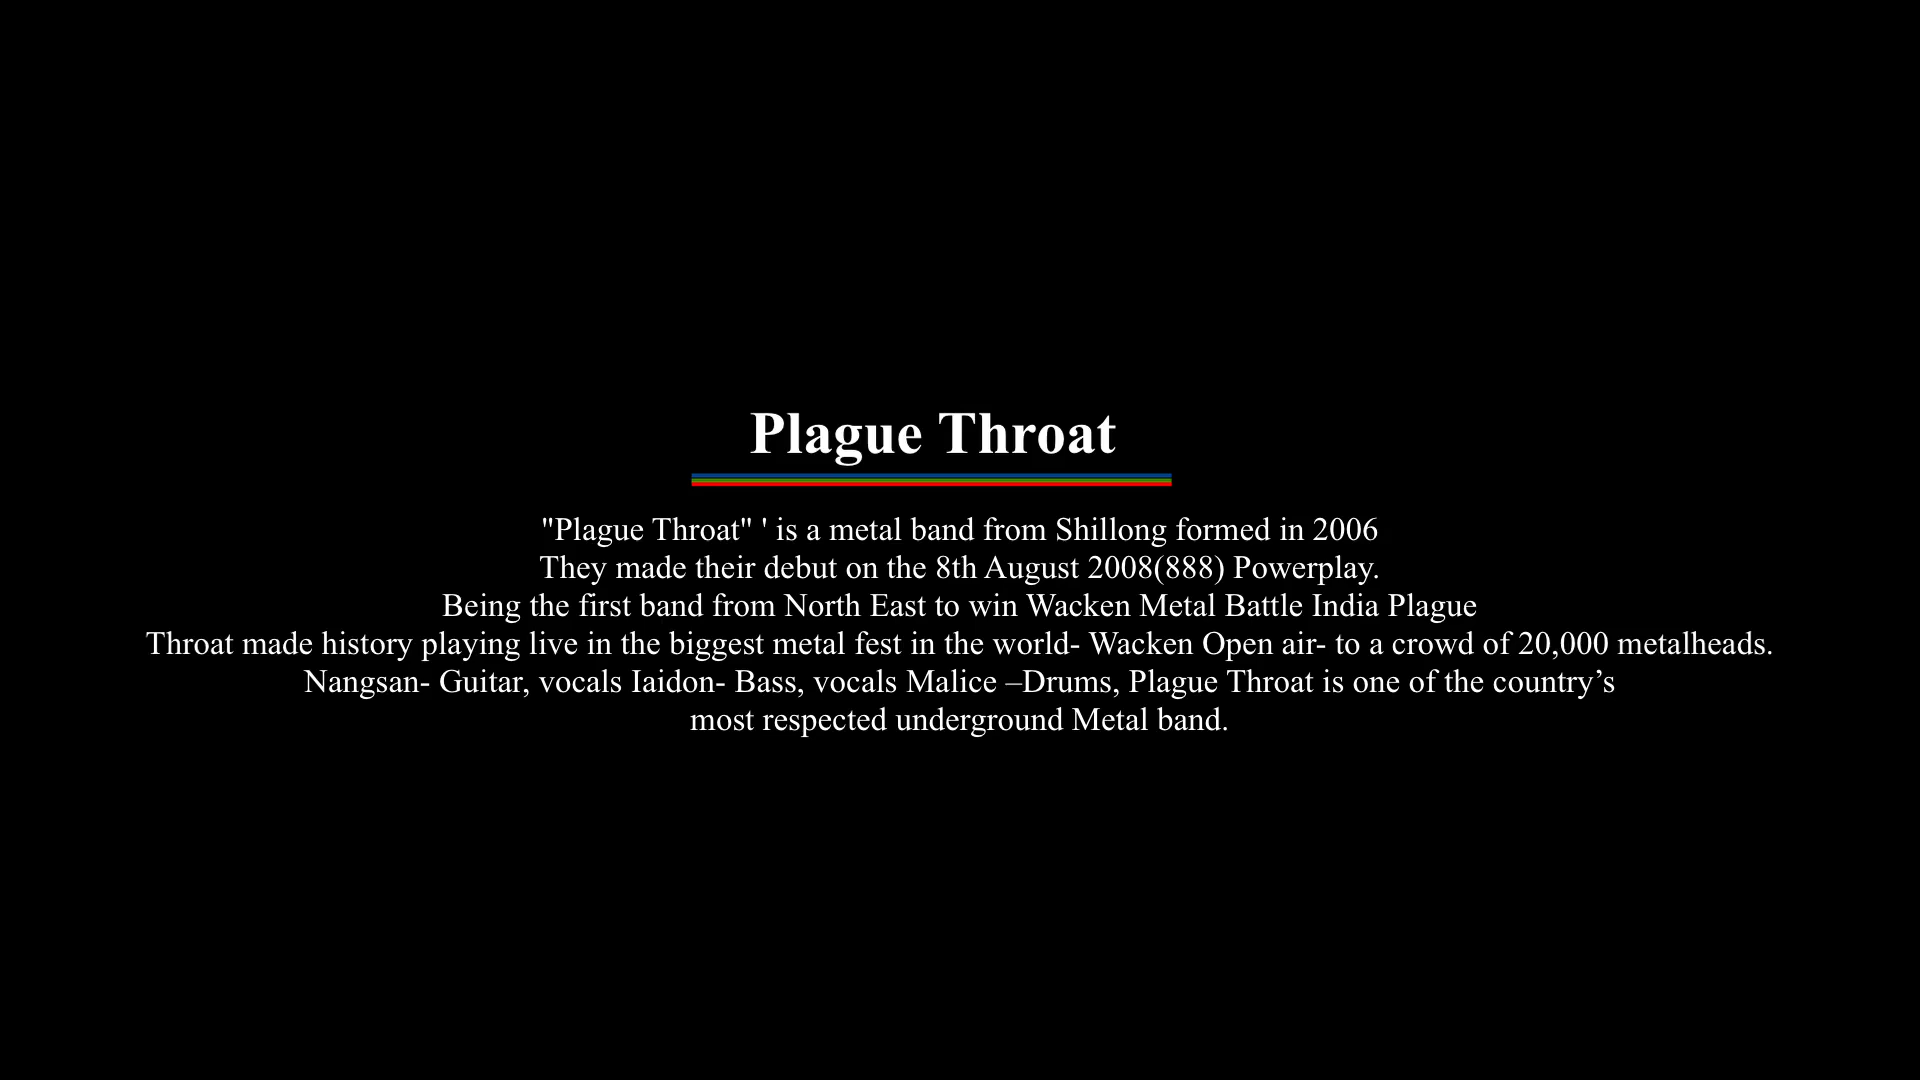 Plague Throat
"Plague Throat" ' is a metal band from Shillong formed in 2006
They made their debut on the 8th August 2008(888) Powerplay.
Being the first band from North East to win Wacken Metal Battle India Plague
Throat made history playing live in the biggest metal fest in the world- Wacken Open air- to a crowd of 20,000 metalheads.
Nangsan- Guitar, vocals Iaidon- Bass, vocals Malice –Drums, Plague Throat is one of the country’s
most respected underground Metal band.